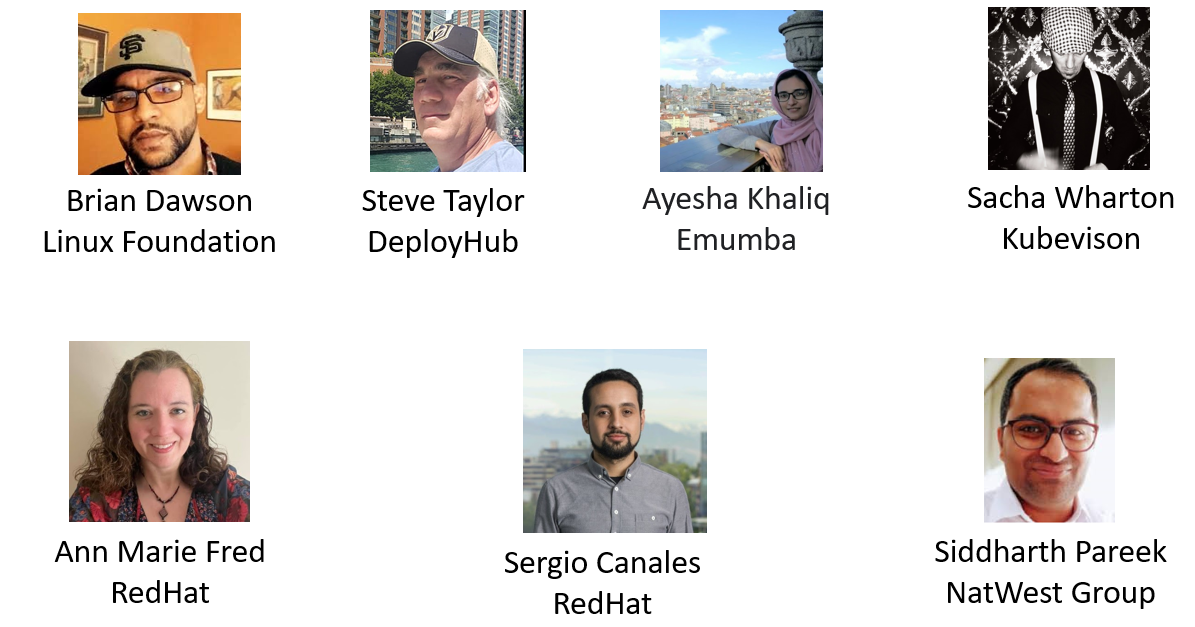 Brian Dawson
Linux Foundation
Steve Taylor
DeployHub
Ayesha Khaliq
Emumba
Sacha Wharton
Kubevison
Ann Marie Fred
RedHat
Sergio Canales
RedHat
Siddharth Pareek
NatWest Group